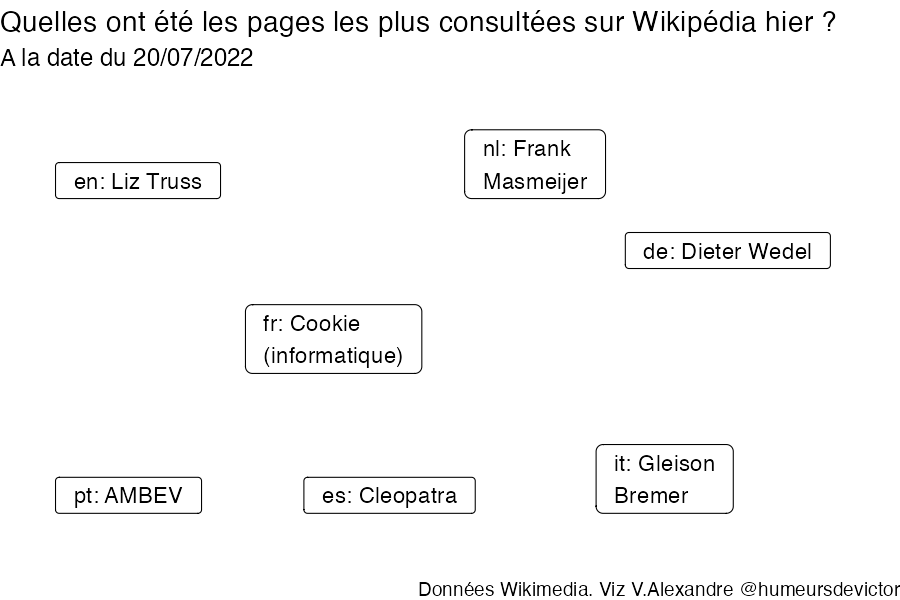 Quelles ont été les pages les plus consultées sur Wikipédia hier ?
A la date du 20/07/2022
nl: Frank
Masmeijer
en: Liz Truss
de: Dieter Wedel
fr: Cookie
(informatique)
it: Gleison
Bremer
pt: AMBEV
es: Cleopatra
Données Wikimedia. Viz V.Alexandre @humeursdevictor